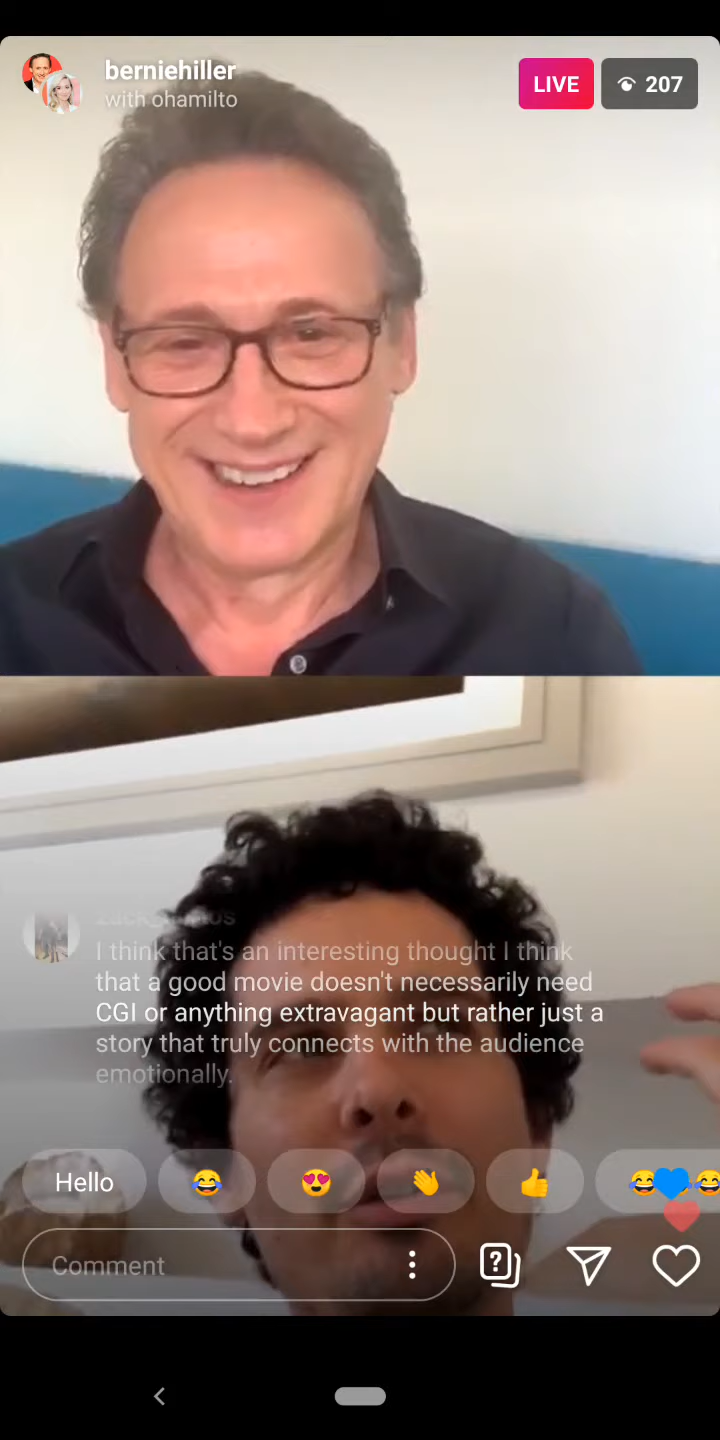 berniehiller
with ohamilto
LIVE
207
I think that's an interesting thought I think
that a good movie doesn't necessarily need
CGI or anything extravagant but rather just a
story that truly connects with the audience
emotionally.
Hello
Comment